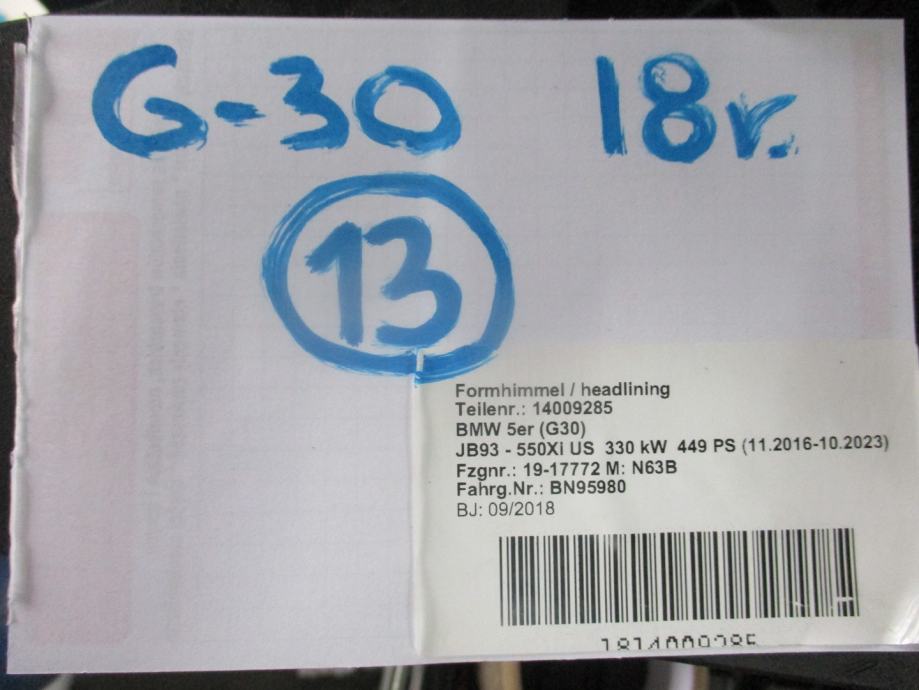 G-30 18r.
13
Formhimmel / headlining
Teilenr.: 14009285
BMW 5er (G30)
JB93 - 550Xi US 330 kW 449 PS (11.2016-10.2023)
Fzgnr.: 19-17772 M: N63B
Fahrg.Nr.: BN95980
BJ: 09/2018
1814009285